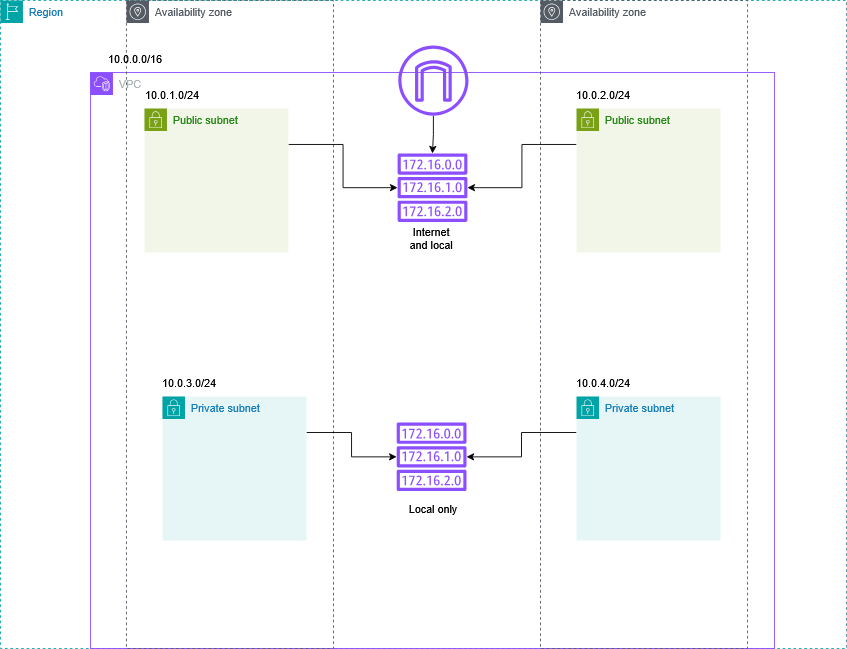 Region
Availability zone
Availability zone
10.0.0.0/16
VPC
10.0.1.0/24
10.0.2.0/24
Public subnet
Public subnet
172.16.0.0
172.16.1.0
172.16.2.0
Internet
and local
10.0.3.0/24
10.0.4.0/24
Private subnet
Private subnet
172.16.0.0
172.16.1.0
172.16.2.0
Local only